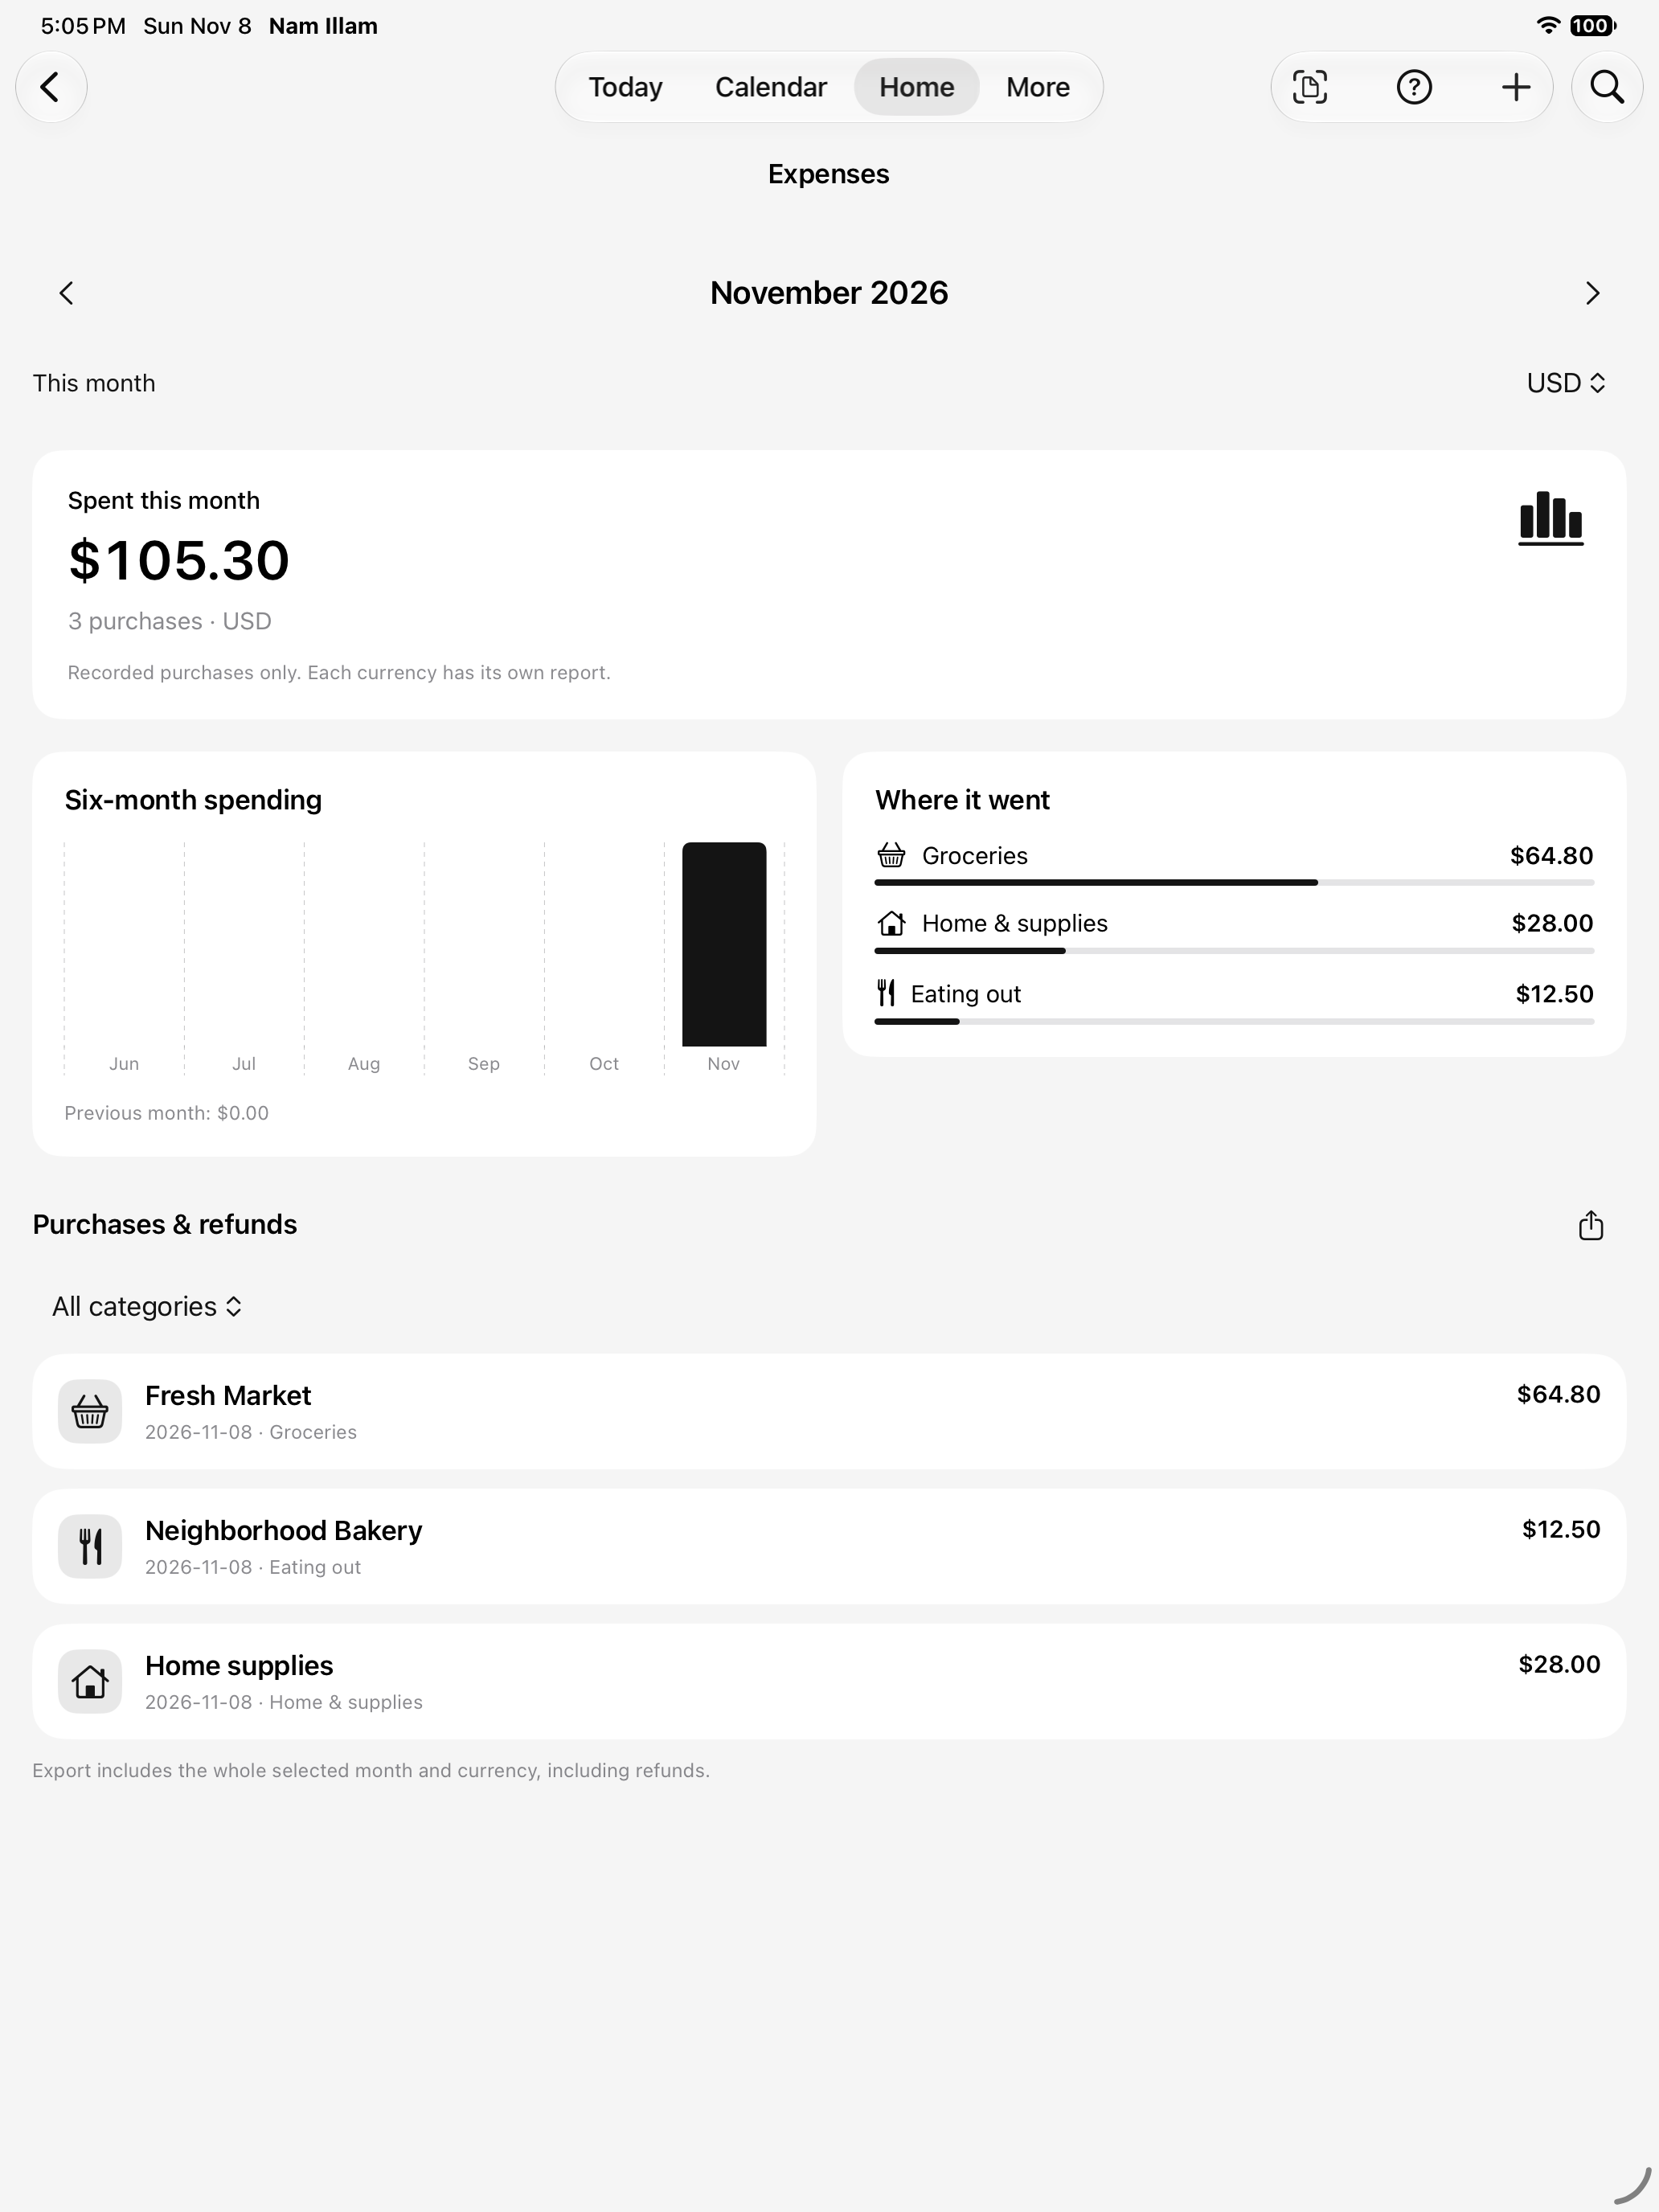 5:05 PM Sun Nov 8 Nam Illam
100
Today Calendar Home More
Expenses
November 2026
This month
USD
Spent this month
$105.30
3 purchases · USD
Recorded purchases only. Each currency has its own report.
Six-month spending
Jun Jul Aug Sep Oct Nov
Previous month: $0.00
Where it went
Groceries $64.80
Home & supplies $28.00
Eating out $12.50
Purchases & refunds
All categories
Fresh Market $64.80
2026-11-08 · Groceries
Neighborhood Bakery $12.50
2026-11-08 · Eating out
Home supplies $28.00
2026-11-08 · Home & supplies
Export includes the whole selected month and currency, including refunds.